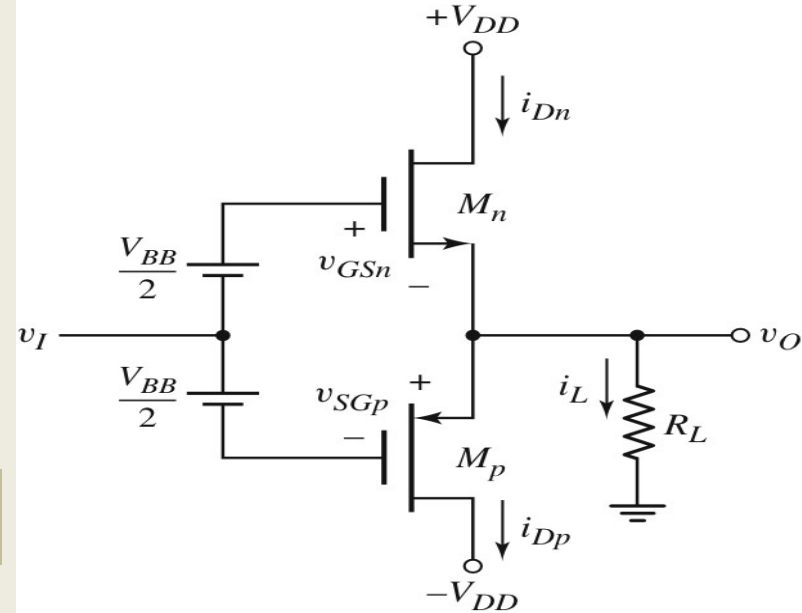 +V_DD
i_Dn
M_n
+
v_GSn
−
V_BB
2
v_I
V_BB
2
v_O
+
v_SGp
−
i_L
R_L
M_p
i_Dp
−V_DD